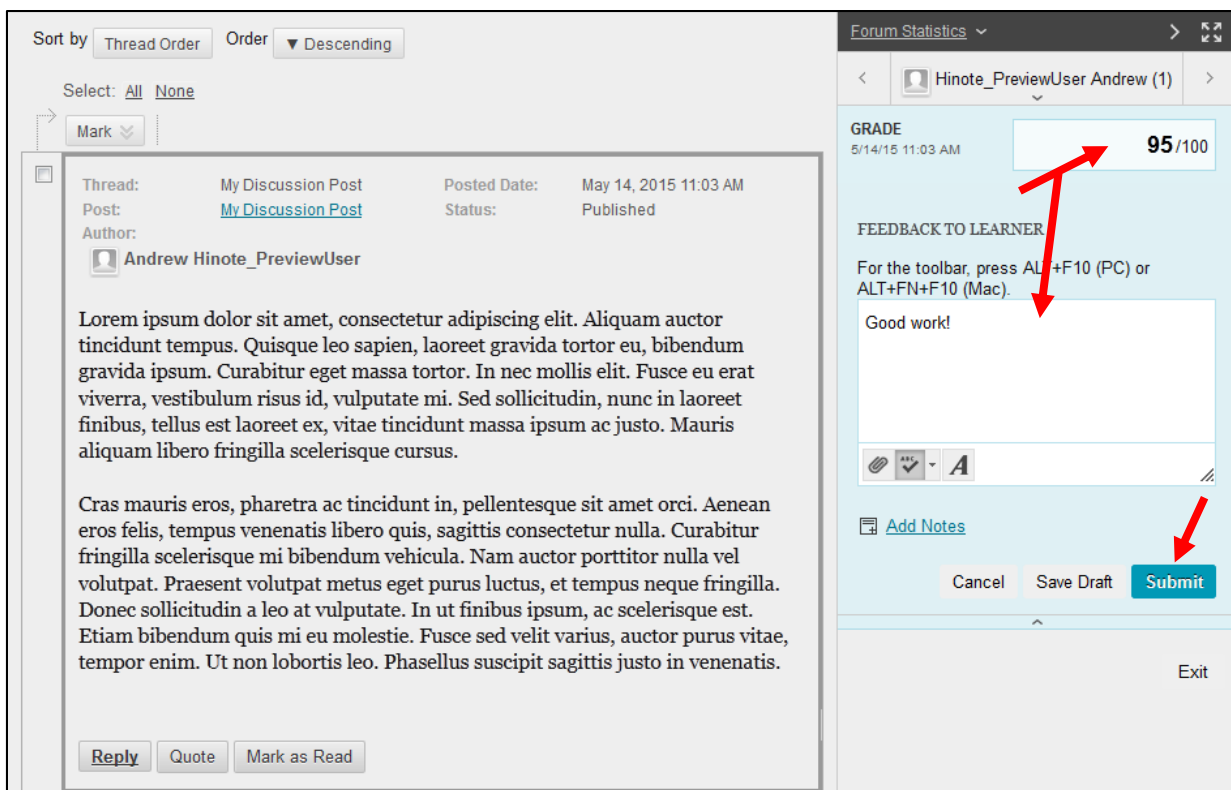 Sort by Thread Order Order ▼ Descending
Select: All None
Mark
Thread: My Discussion Post Posted Date: May 14, 2015 11:03 AM
Post: My Discussion Post Status: Published
Author:
Andrew Hinote_PreviewUser
Lorem ipsum dolor sit amet, consectetur adipiscing elit. Aliquam auctor
tincidunt tempus. Quisque leo sapien, laoreet gravida tortor eu, bibendum
gravida ipsum. Curabitur eget massa tortor. In nec mollis elit. Fusce eu erat
viverra, vestibulum risus id, vulputate mi. Sed sollicitudin, nunc in laoreet
finibus, tellus est laoreet ex, vitae tincidunt massa ipsum ac justo. Mauris
aliquam libero fringilla scelerisque cursus.
Cras mauris eros, pharetra ac tincidunt in, pellentesque sit amet orci. Aenean
eros felis, tempus venenatis libero quis, sagittis consectetur nulla. Curabitur
fringilla scelerisque mi bibendum vehicula. Nam auctor porttitor nulla vel
volutpat. Praesent volutpat metus eget purus luctus, et tempus neque fringilla.
Donec sollicitudin a leo at vulputate. In ut finibus ipsum, ac scelerisque est.
Etiam bibendum quis mi eu molestie. Fusce sed velit varius, auctor purus vitae,
tempor enim. Ut non lobortis leo. Phasellus suscipit sagittis justo in venenatis.
Reply Quote Mark as Read
Forum Statistics
Hinote_PreviewUser Andrew (1)
GRADE
5/14/15 11:03 AM
95/100
FEEDBACK TO LEARNER
For the toolbar, press ALT+F10 (PC) or
ALT+FN+F10 (Mac).
Good work!
ABC
A
Add Notes
Cancel Save Draft Submit
Exit